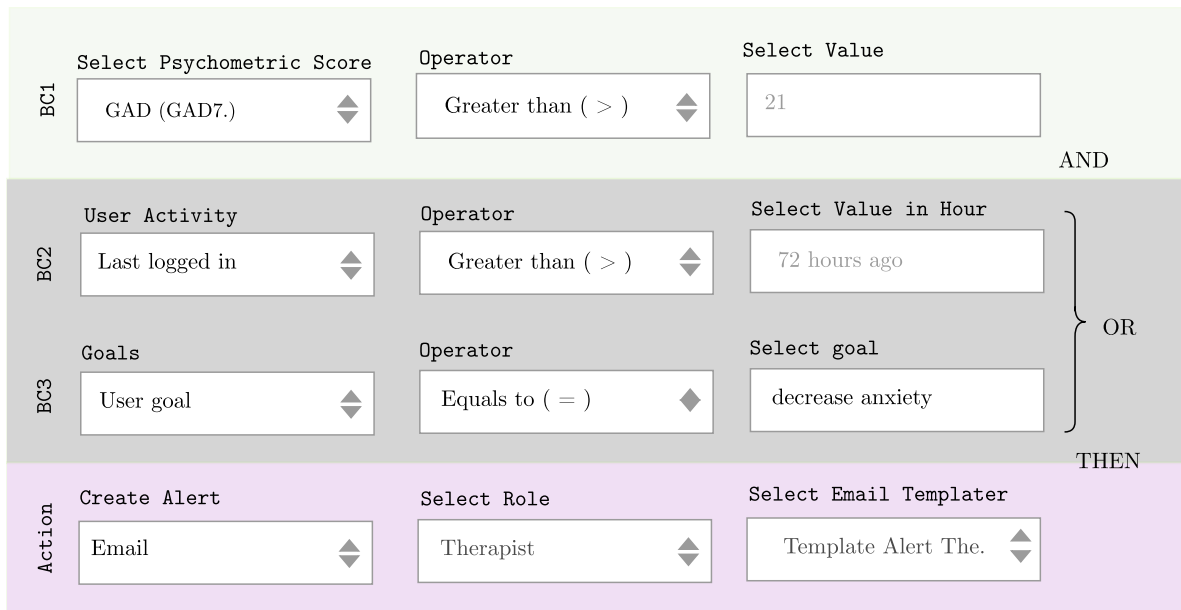 BC1
Select Psychometric Score
Operator
Select Value
GAD (GAD7.)
Greater than ( > )
21
AND
BC2
User Activity
Operator
Select Value in Hour
Last logged in
Greater than ( > )
72 hours ago
OR
BC3
Goals
Operator
Select goal
User goal
Equals to ( = )
decrease anxiety
THEN
Action
Create Alert
Select Role
Select Email Templater
Email
Therapist
Template Alert The.